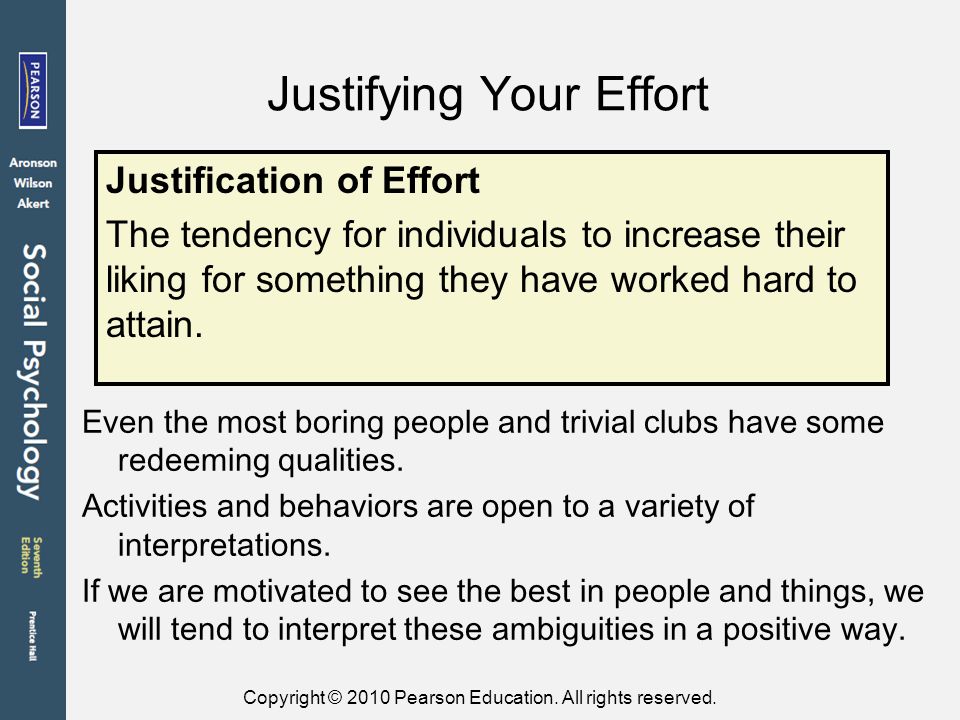 PEARSON
Aronson
Wilson
Akert
Social Psychology
Seventh
Edition
Prentice Hall
Justifying Your Effort
Justification of Effort
The tendency for individuals to increase their
liking for something they have worked hard to
attain.
Even the most boring people and trivial clubs have some
redeeming qualities.
Activities and behaviors are open to a variety of
interpretations.
If we are motivated to see the best in people and things, we
will tend to interpret these ambiguities in a positive way.
Copyright © 2010 Pearson Education. All rights reserved.